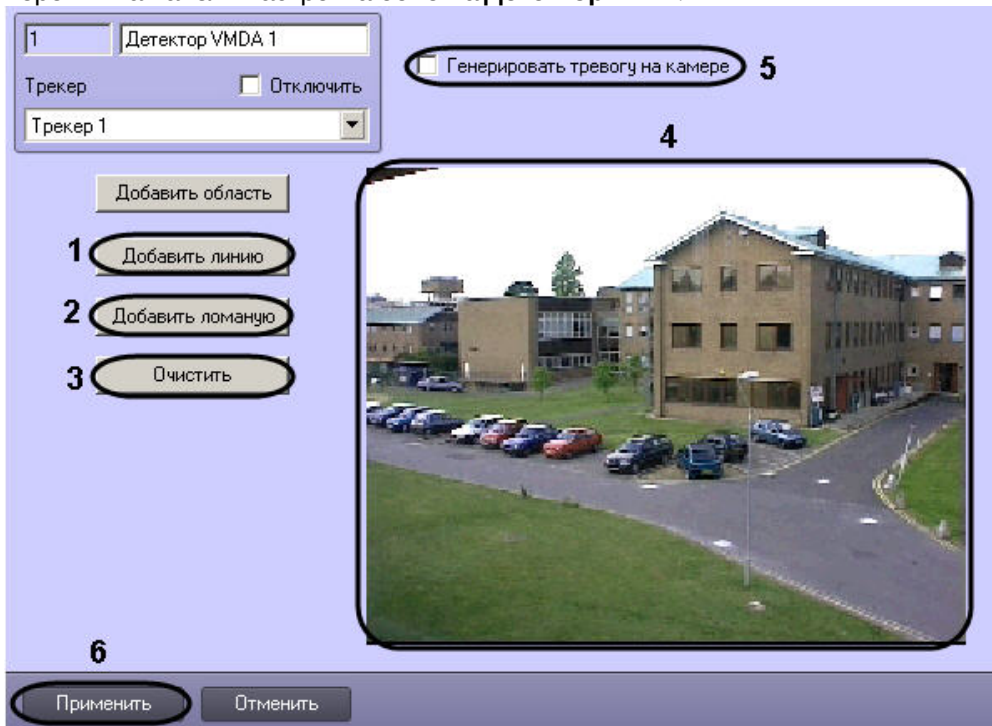 1 Детектор VMDA 1
Генерировать тревогу на камере 5
Трекер Отключить
Трекер 1
4
Добавить область
1 Добавить линию
2 Добавить ломаную
3 Очистить
6
Применить Отменить